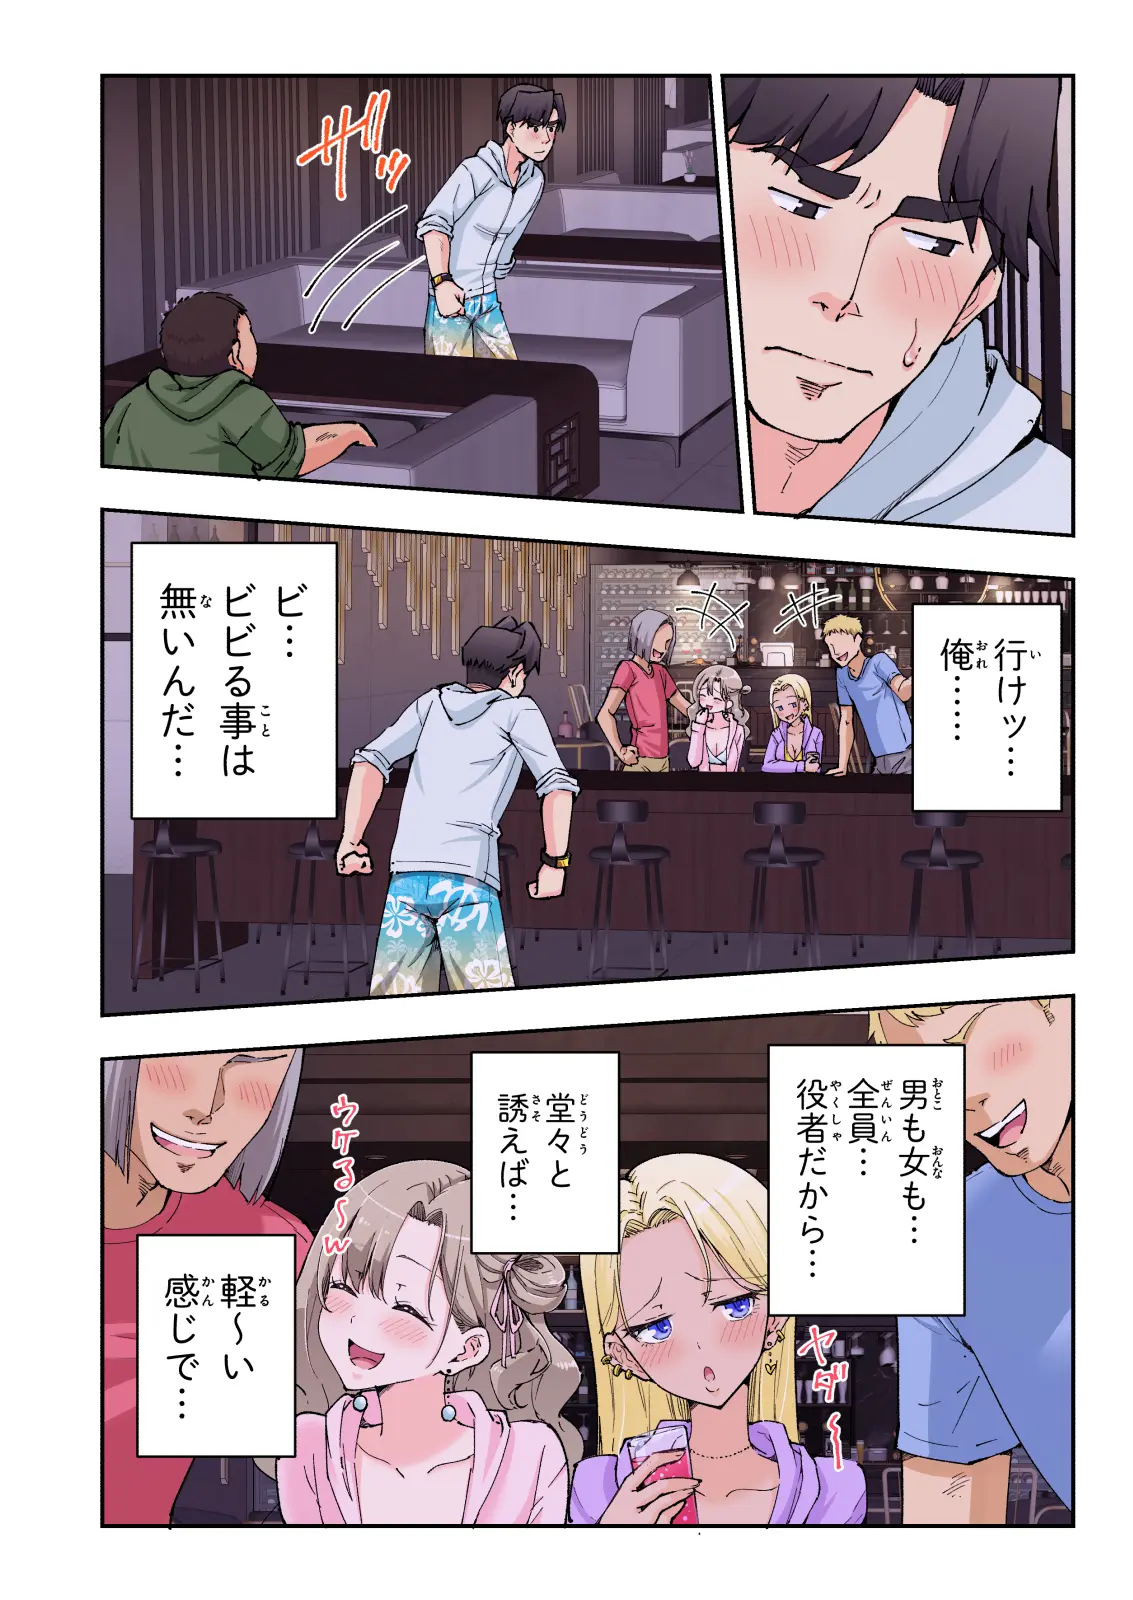 ザッ
行けッ…
俺………
ビ…
ビビる事は
無いんだ…
男も女も…
全員…
役者だから…
堂々と
誘えば…
軽〜い
感じで…
ウケる〜w
ヤダ〜